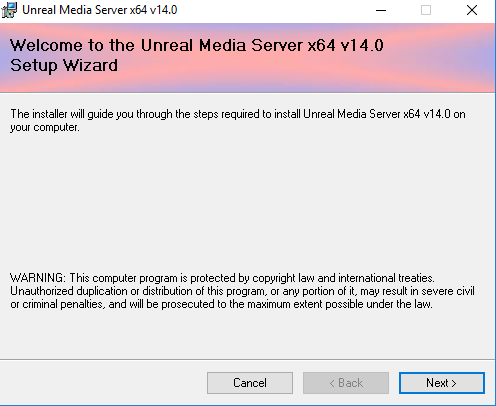 Unreal Media Server x64 v14.0
Welcome to the Unreal Media Server x64 v14.0
Setup Wizard
The installer will guide you through the steps required to install Unreal Media Server x64 v14.0 on
your computer.
WARNING: This computer program is protected by copyright law and international treaties.
Unauthorized duplication or distribution of this program, or any portion of it, may result in severe civil
or criminal penalties, and will be prosecuted to the maximum extent possible under the law.
Cancel
< Back
Next >